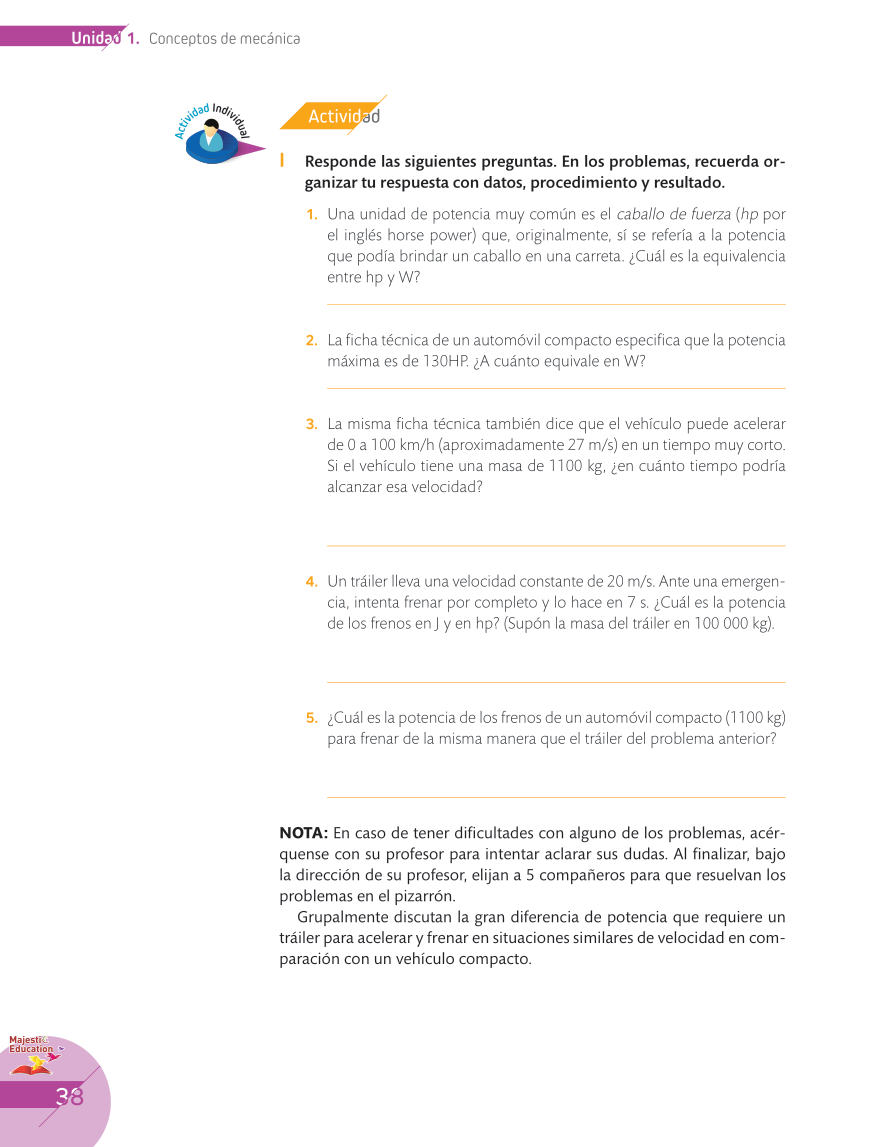 Unidad 1. Conceptos de mecánica
Actividad Individual
Actividad
I Responde las siguientes preguntas. En los problemas, recuerda or-
ganizar tu respuesta con datos, procedimiento y resultado.
1. Una unidad de potencia muy común es el caballo de fuerza (hp por
el inglés horse power) que, originalmente, sí se refería a la potencia
que podía brindar un caballo en una carreta. ¿Cuál es la equivalencia
entre hp y W?
2. La ficha técnica de un automóvil compacto especifica que la potencia
máxima es de 130HP. ¿A cuánto equivale en W?
3. La misma ficha técnica también dice que el vehículo puede acelerar
de 0 a 100 km/h (aproximadamente 27 m/s) en un tiempo muy corto.
Si el vehículo tiene una masa de 1100 kg, ¿en cuánto tiempo podría
alcanzar esa velocidad?
4. Un tráiler lleva una velocidad constante de 20 m/s. Ante una emergen-
cia, intenta frenar por completo y lo hace en 7 s. ¿Cuál es la potencia
de los frenos en J y en hp? (Supón la masa del tráiler en 100 000 kg).
5. ¿Cuál es la potencia de los frenos de un automóvil compacto (1100 kg)
para frenar de la misma manera que el tráiler del problema anterior?
NOTA: En caso de tener dificultades con alguno de los problemas, acér-
quense con su profesor para intentar aclarar sus dudas. Al finalizar, bajo
la dirección de su profesor, elijan a 5 compañeros para que resuelvan los
problemas en el pizarrón.
Grupalmente discutan la gran diferencia de potencia que requiere un
tráiler para acelerar y frenar en situaciones similares de velocidad en com-
paración con un vehículo compacto.
Majestic
Education
38